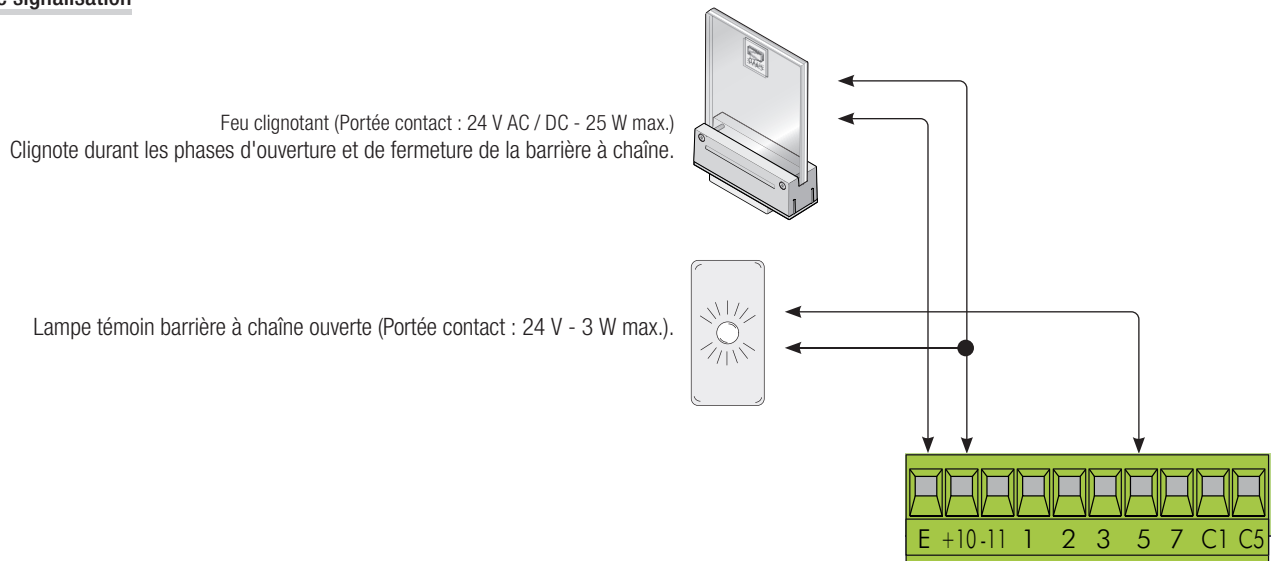 signalisation
Feu clignotant (Portée contact : 24 V AC / DC - 25 W max.)
Clignote durant les phases d'ouverture et de fermeture de la barrière à chaîne.
Lampe témoin barrière à chaîne ouverte (Portée contact : 24 V - 3 W max.).
E +10 -11 1 2 3 5 7 C1 C5